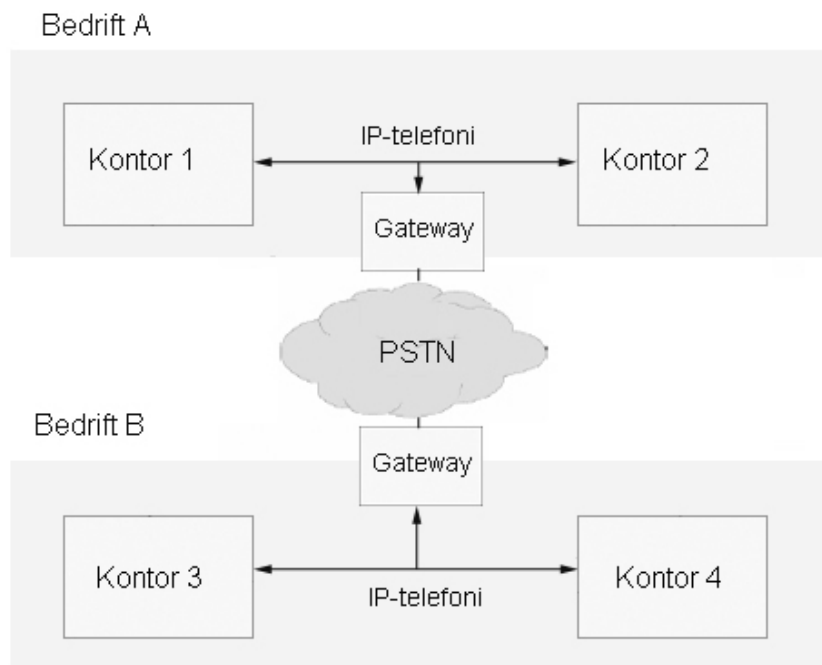 Bedrift A
IP-telefoni
Kontor 1
Kontor 2
Gateway
PSTN
Bedrift B
Gateway
Kontor 3
Kontor 4
IP-telefoni